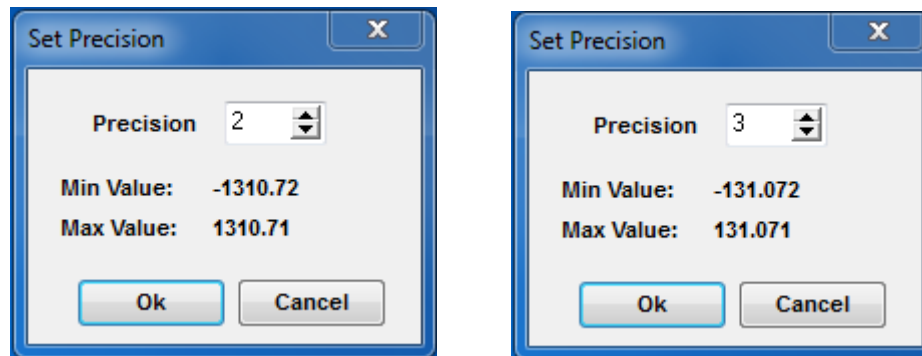 Set Precision
Precision 2
Min Value: -1310.72
Max Value: 1310.71
Ok Cancel
Set Precision
Precision 3
Min Value: -131.072
Max Value: 131.071
Ok Cancel